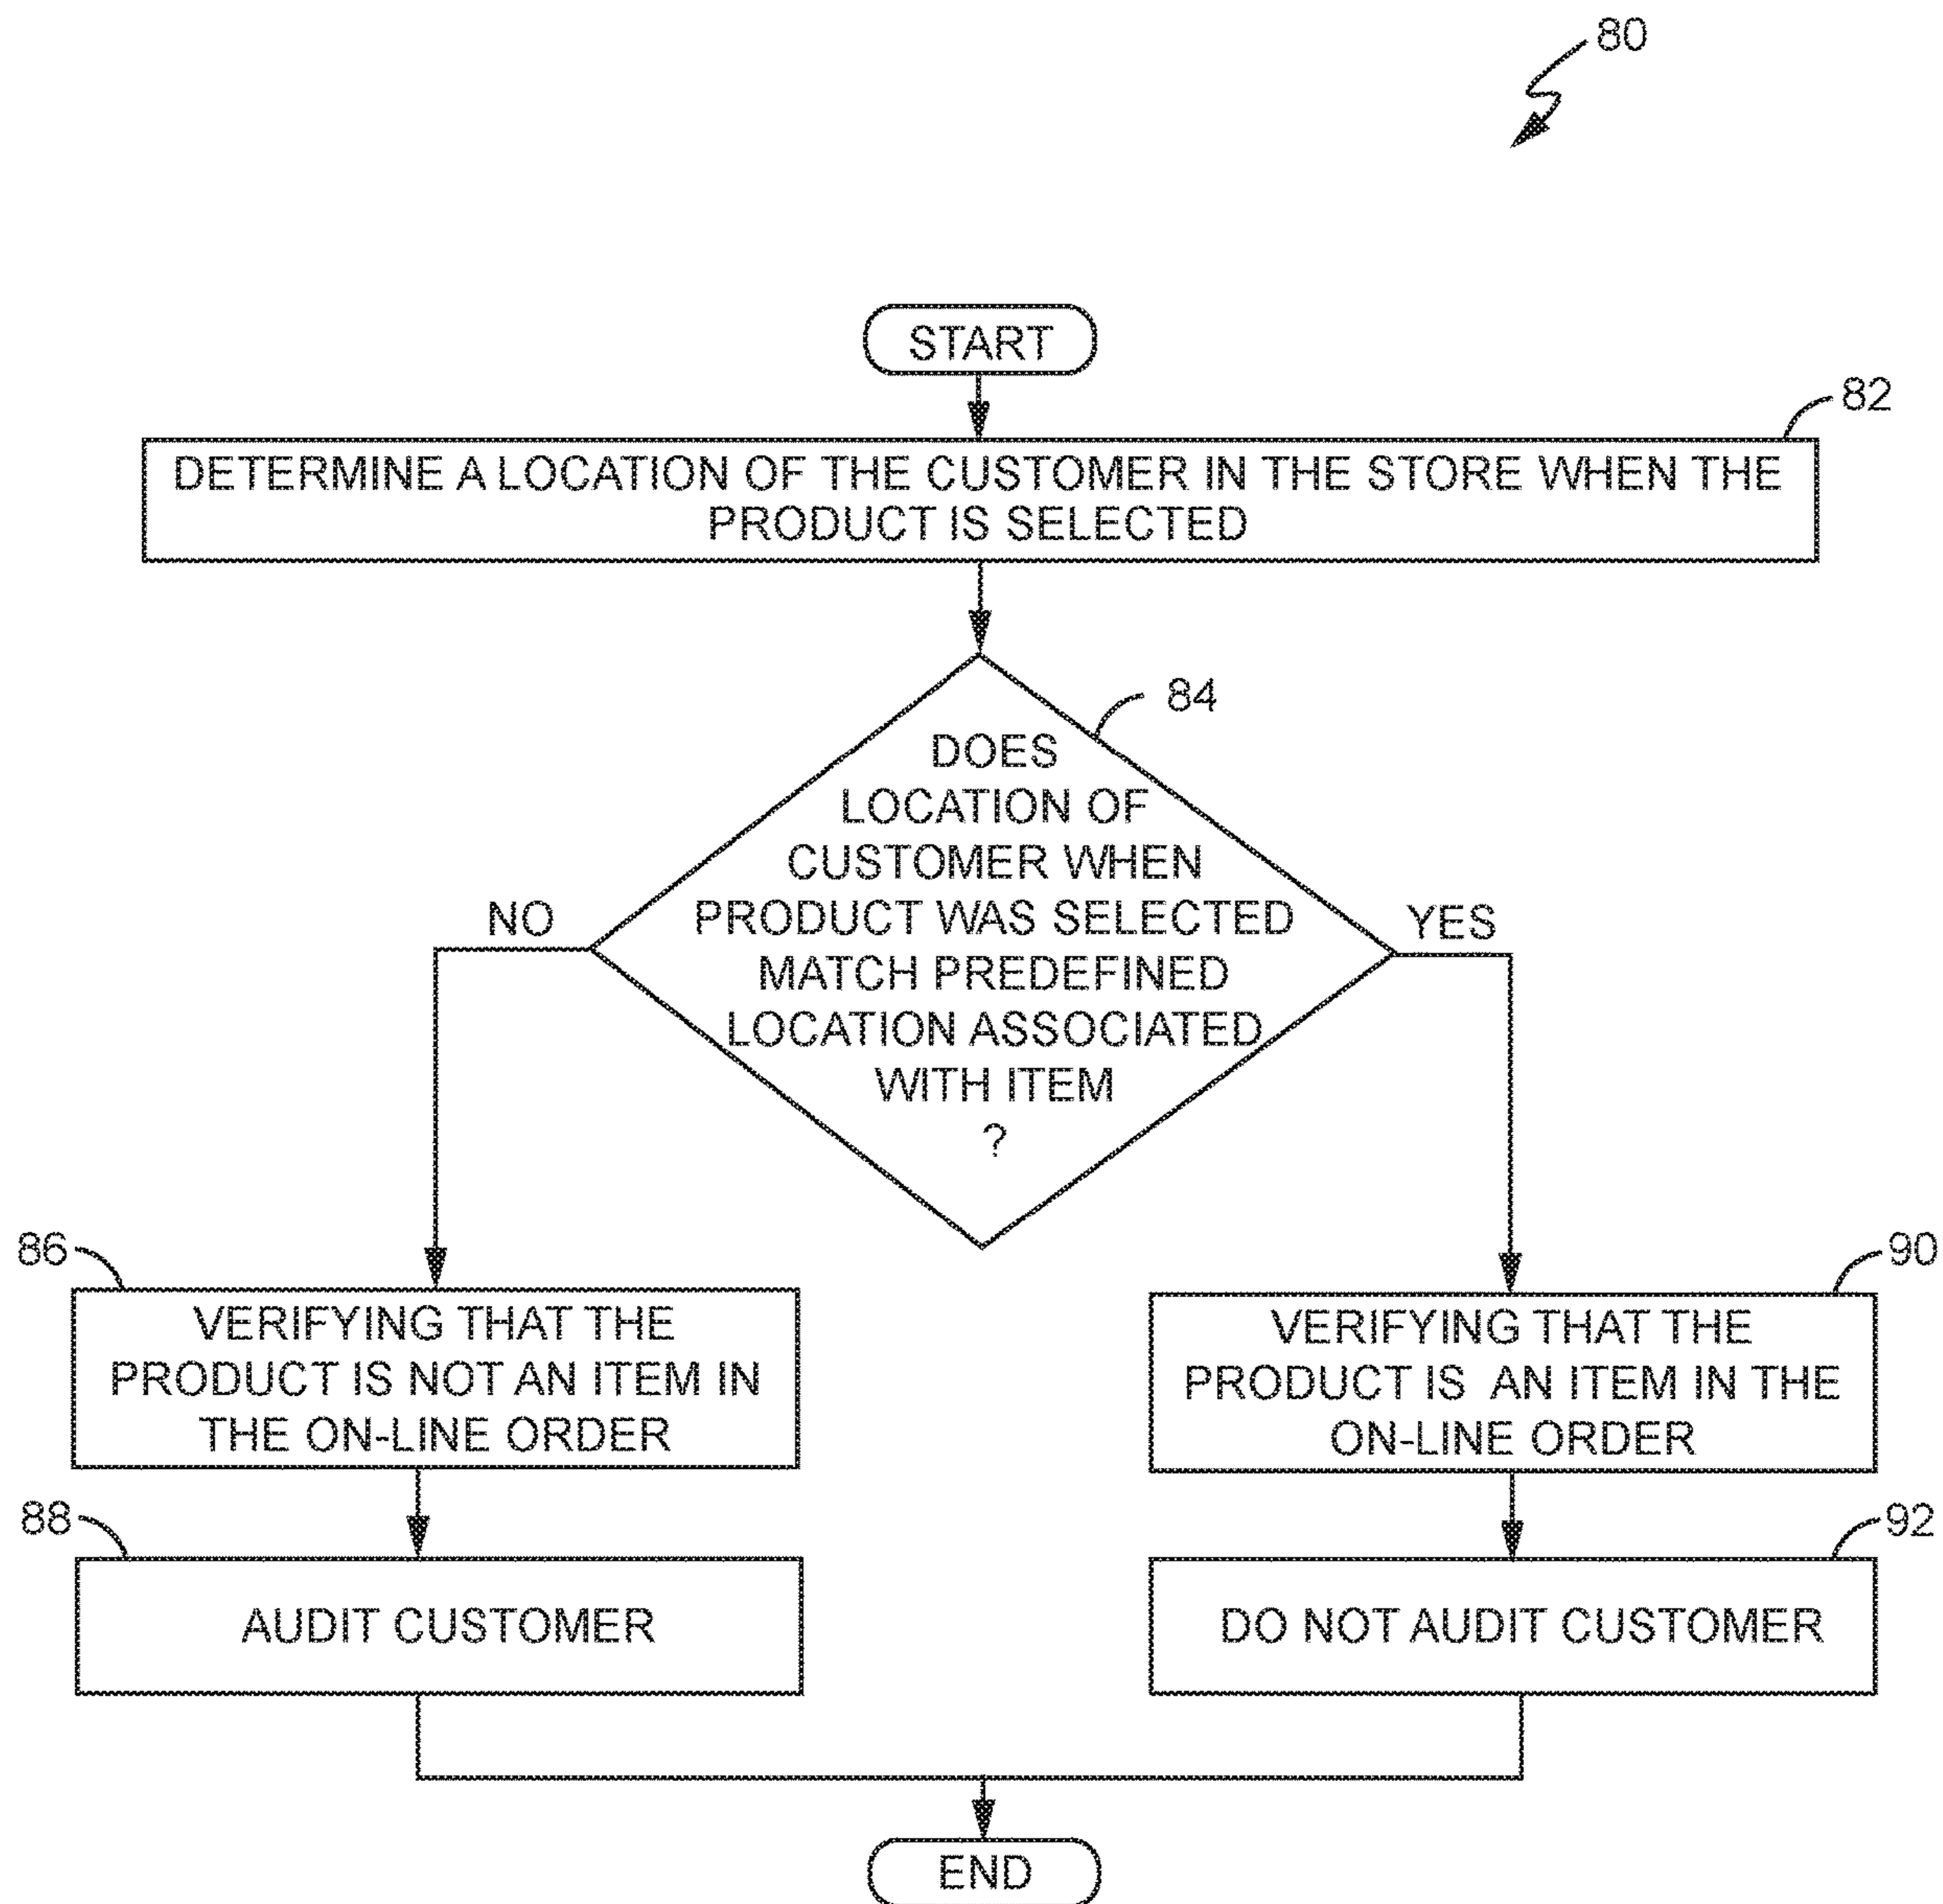 80
START
82
DETERMINE A LOCATION OF THE CUSTOMER IN THE STORE WHEN THE
PRODUCT IS SELECTED
84
DOES
LOCATION OF
CUSTOMER WHEN
PRODUCT WAS SELECTED
MATCH PREDEFINED
LOCATION ASSOCIATED
WITH ITEM
?
NO
YES
86
VERIFYING THAT THE
PRODUCT IS NOT AN ITEM IN
THE ON-LINE ORDER
90
VERIFYING THAT THE
PRODUCT IS AN ITEM IN THE
ON-LINE ORDER
88
AUDIT CUSTOMER
92
DO NOT AUDIT CUSTOMER
END